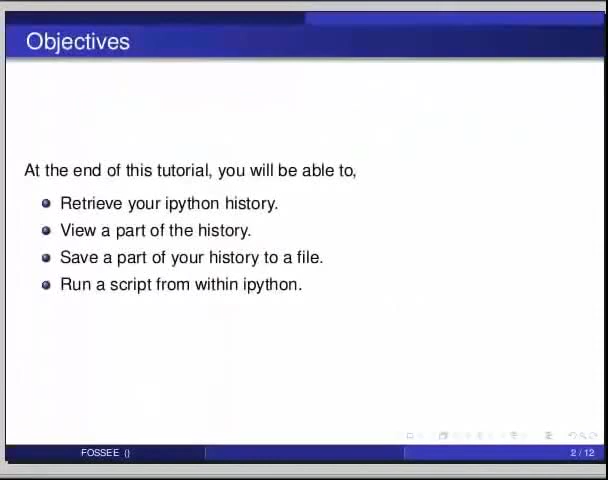 Objectives
At the end of this tutorial, you will be able to,
Retrieve your ipython history.
View a part of the history.
Save a part of your history to a file.
Run a script from within ipython.
FOSSEE ()
2 / 12